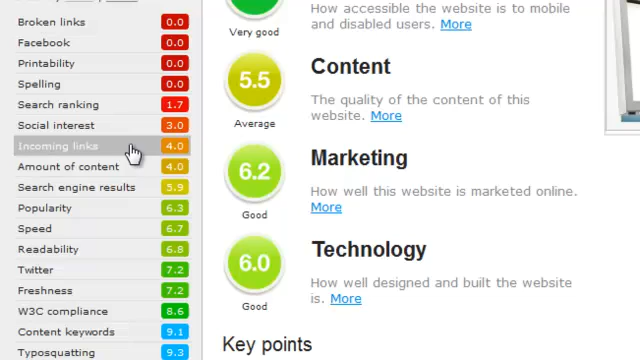 Broken links 0.0
Facebook 0.0
Printability 0.0
Spelling 0.0
Search ranking 1.7
Social interest 3.0
Incoming links 4.0
Amount of content 4.0
Search engine results 5.9
Popularity 6.3
Speed 6.7
Readability 6.8
Twitter 7.2
Freshness 7.2
W3C compliance 8.6
Content keywords 9.1
Typosquatting 9.3
Very good
How accessible the website is to mobile
and disabled users. More
5.5
Average
Content
The quality of the content of this
website. More
6.2
Good
Marketing
How well this website is marketed online.
More
6.0
Good
Technology
How well designed and built the website
is. More
Key points